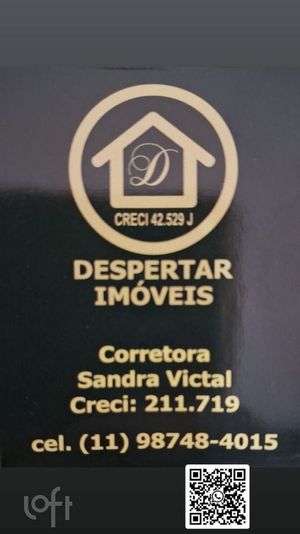 D
CRECI 42.529 J
DESPERTAR
IMÓVEIS
Corretora
Sandra Victal
Creci: 211.719
cel. (11) 98748-4015
loft